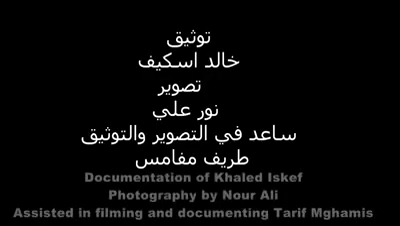 توثيق
خالد اسكيف
تصوير
نور علي
ساعد في التصوير والتوثيق
طريف مغامس
Documentation of Khaled Iskef
Photography by Nour Ali
Assisted in filming and documenting Tarif Mghamis